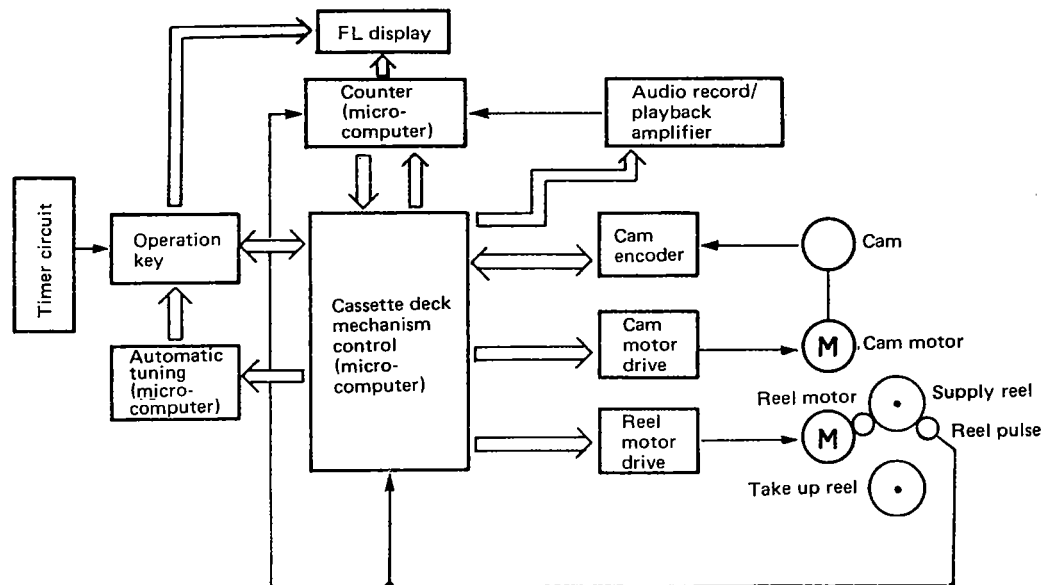 FL display
Counter
(micro-
computer)
Audio record/
playback
amplifier
Timer circuit
Operation
key
Cassette deck
mechanism
control
(micro-
computer)
Cam
encoder
Cam
Automatic
tuning
(micro-
computer)
Cam
motor
drive
M
Cam motor
Reel
motor
drive
Reel motor
M
Supply reel
Reel pulse
Take up reel